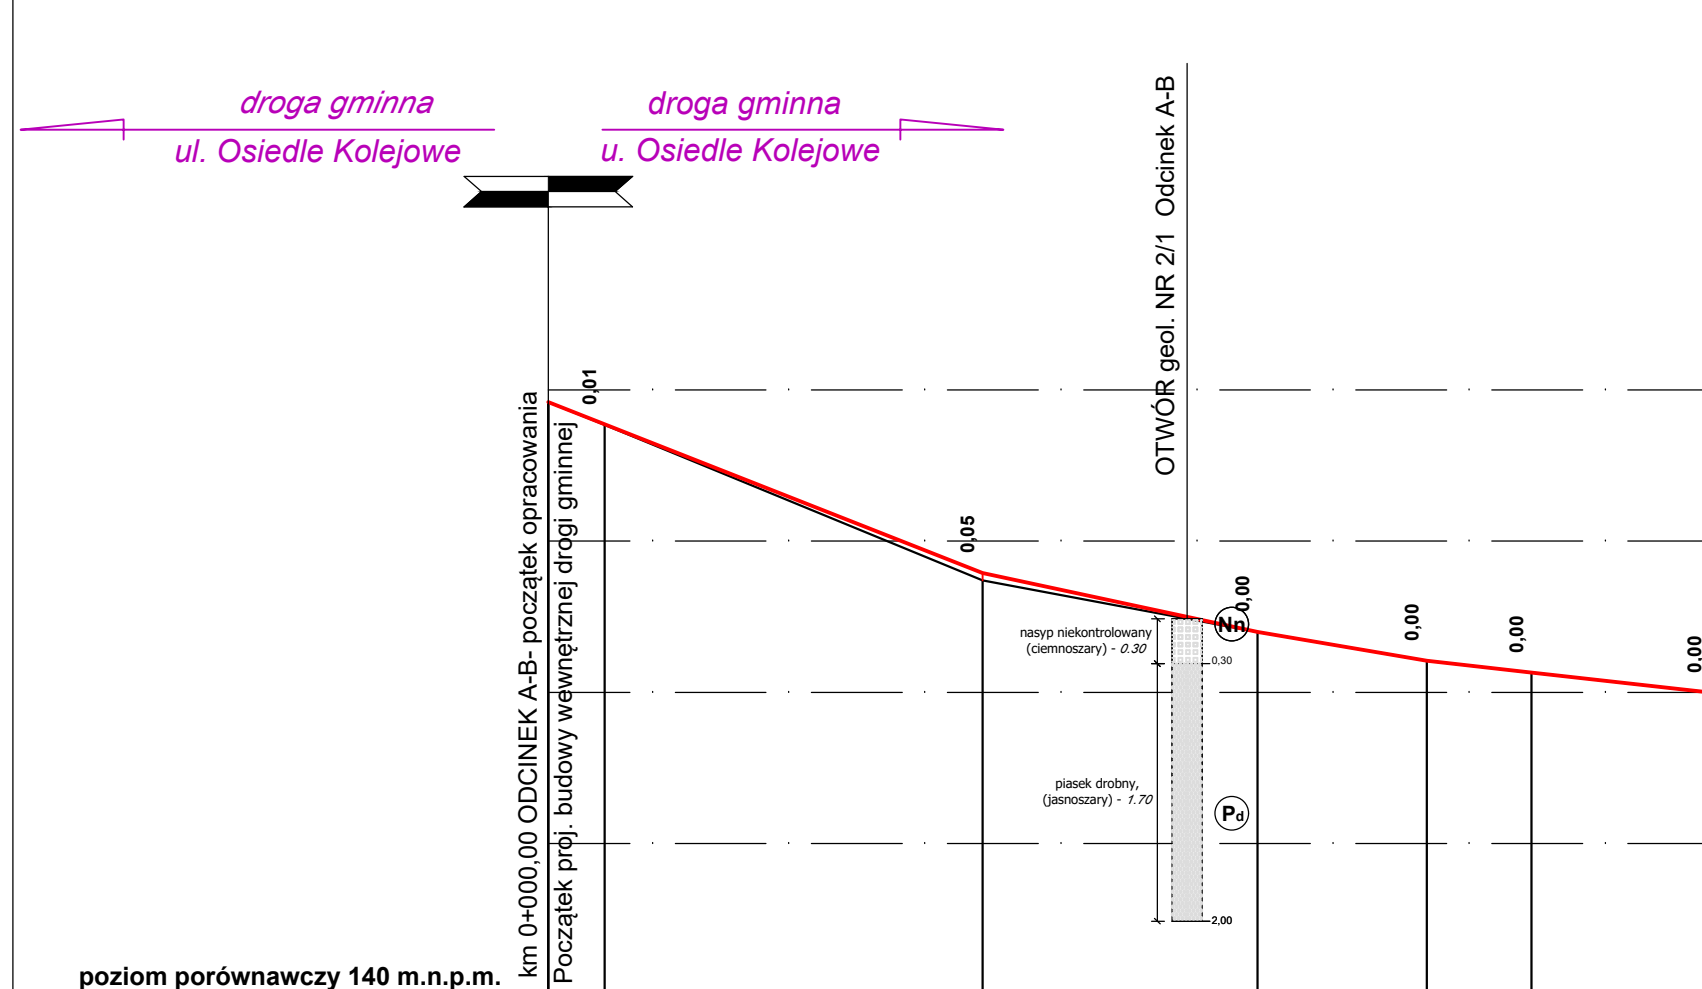 droga gminna
ul. Osiedle Kolejowe
droga gminna
u. Osiedle Kolejowe
OTWÓR geol. NR 2/1 Odcinek A-B
km 0+000,00 ODCINEK A-B- początek opracowania
Początek proj. budowy wewnętrznej drogi gminnej
0,01
0,05
0,00
0,00
0,00
0,00
nasyp niekontrolowany
(ciemnoszary) - 0.30
Nn
0,30
piasek drobny,
(jasnoszary) - 1.70
Pd
2,00
poziom porównawczy 140 m.n.p.m.